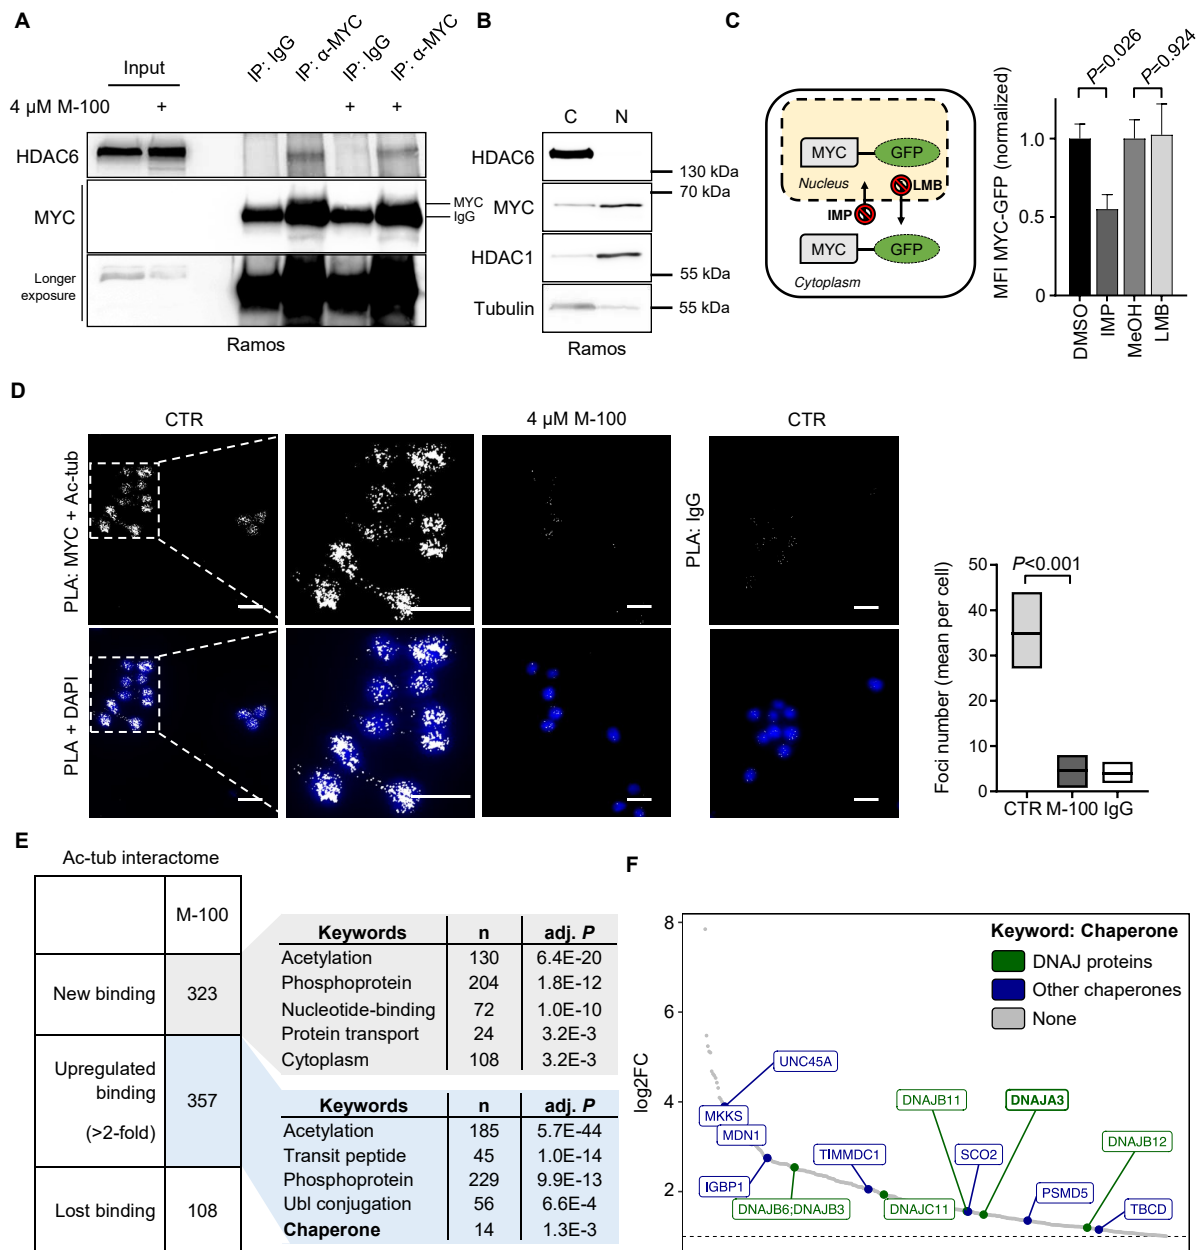 A
Input
IP: IgG
IP: α-MYC
IP: IgG
IP: α-MYC
4 µM M-100
+
+
+
HDAC6
MYC
MYC
IgG
Longer
exposure
Ramos
B
C
N
HDAC6
130 kDa
70 kDa
MYC
HDAC1
55 kDa
Tubulin
55 kDa
Ramos
C
MYC
GFP
Nucleus
LMB
IMP
MYC
GFP
Cytoplasm
MFI MYC-GFP (normalized)
P=0.026
P=0.924
1.0
0.5
0
DMSO
IMP
MeOH
LMB
D
CTR
4 µM M-100
CTR
PLA: MYC + Ac-tub
PLA: IgG
PLA + DAPI
Foci number (mean per cell)
P<0.001
50
40
30
20
10
0
CTR
M-100
IgG
E
Ac-tub interactome
M-100
New binding
323
Upregulated
binding
(>2-fold)
357
Lost binding
108
Keywords n adj. P
Acetylation 130 6.4E-20
Phosphoprotein 204 1.8E-12
Nucleotide-binding 72 1.0E-10
Protein transport 24 3.2E-3
Cytoplasm 108 3.2E-3
Keywords n adj. P
Acetylation 185 5.7E-44
Transit peptide 45 1.0E-14
Phosphoprotein 229 9.9E-13
Ubl conjugation 56 6.6E-4
Chaperone 14 1.3E-3
F
log2FC
8
6
4
2
Keyword: Chaperone
DNAJ proteins
Other chaperones
None
UNC45A
MKKS
MDN1
IGBP1
DNAJB6;DNAJB3
TIMMDC1
DNAJC11
DNAJB11
SCO2
DNAJA3
PSMD5
DNAJB12
TBCD